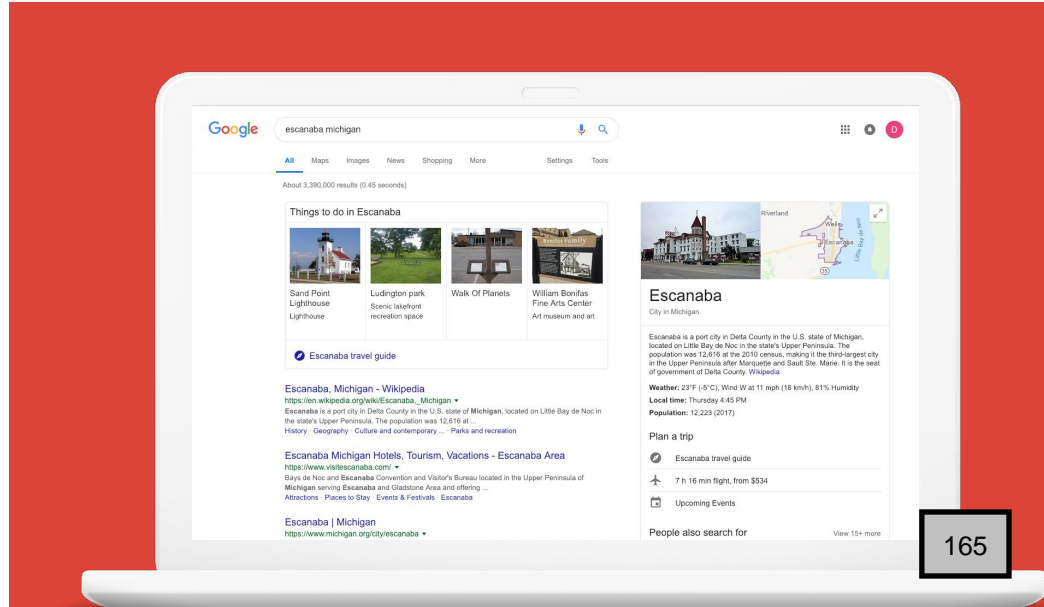 Google
escanaba michigan
D
All Maps Images News Shopping More Settings Tools
About 3,390,000 results (0.45 seconds)
Things to do in Escanaba
Bonifas Family
Sand Point
Lighthouse
Lighthouse
Ludington park
Scenic lakefront
recreation space
Walk Of Planets
William Bonifas
Fine Arts Center
Art museum and art
Escanaba travel guide
Escanaba, Michigan - Wikipedia
https://en.wikipedia.org/wiki/Escanaba,_Michigan
Escanaba is a port city in Delta County in the U.S. state of Michigan, located on Little Bay de Noc in
the state's Upper Peninsula. The population was 12,616 at ...
History · Geography · Culture and contemporary ... · Parks and recreation
Escanaba Michigan Hotels, Tourism, Vacations - Escanaba Area
https://www.visitescanaba.com/
Bays de Noc and Escanaba Convention and Visitor's Bureau located in the Upper Peninsula of
Michigan serving Escanaba and Gladstone Area and offering ...
Attractions · Places to Stay · Events & Festivals · Escanaba
Escanaba | Michigan
https://www.michigan.org/city/escanaba
Riverland
Wells
Escanaba
Little Bay de Noc
35
Escanaba
City in Michigan
Escanaba is a port city in Delta County in the U.S. state of Michigan,
located on Little Bay de Noc in the state's Upper Peninsula. The
population was 12,616 at the 2010 census, making it the third-largest city
in the Upper Peninsula after Marquette and Sault Ste. Marie. It is the seat
of government of Delta County. Wikipedia
Weather: 23°F (-5°C), Wind W at 11 mph (18 km/h), 81% Humidity
Local time: Thursday 4:45 PM
Population: 12,223 (2017)
Plan a trip
Escanaba travel guide
7 h 16 min flight, from $534
Upcoming Events
People also search for View 15+ more
165